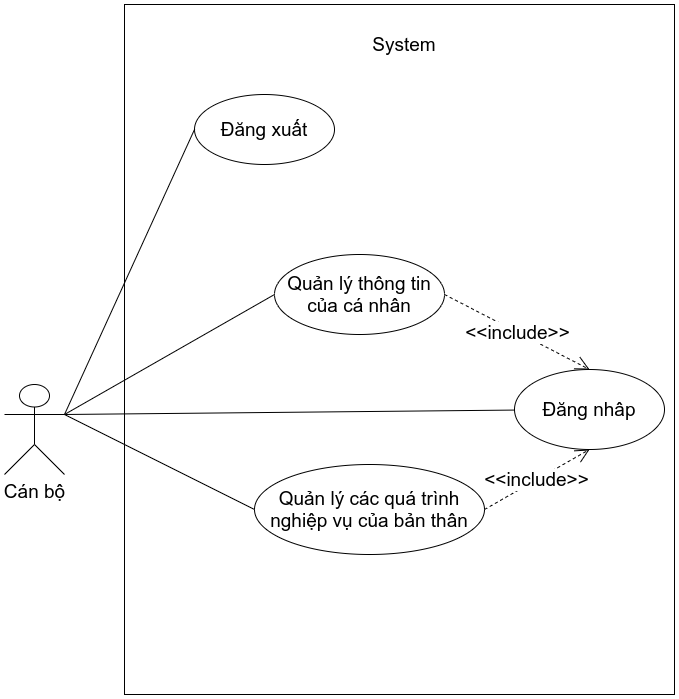 System
Đăng xuất
Quản lý thông tin
của cá nhân
<<include>>
Đăng nhâp
<<include>>
Cán bộ
Quản lý các quá trình
nghiệp vụ của bản thân